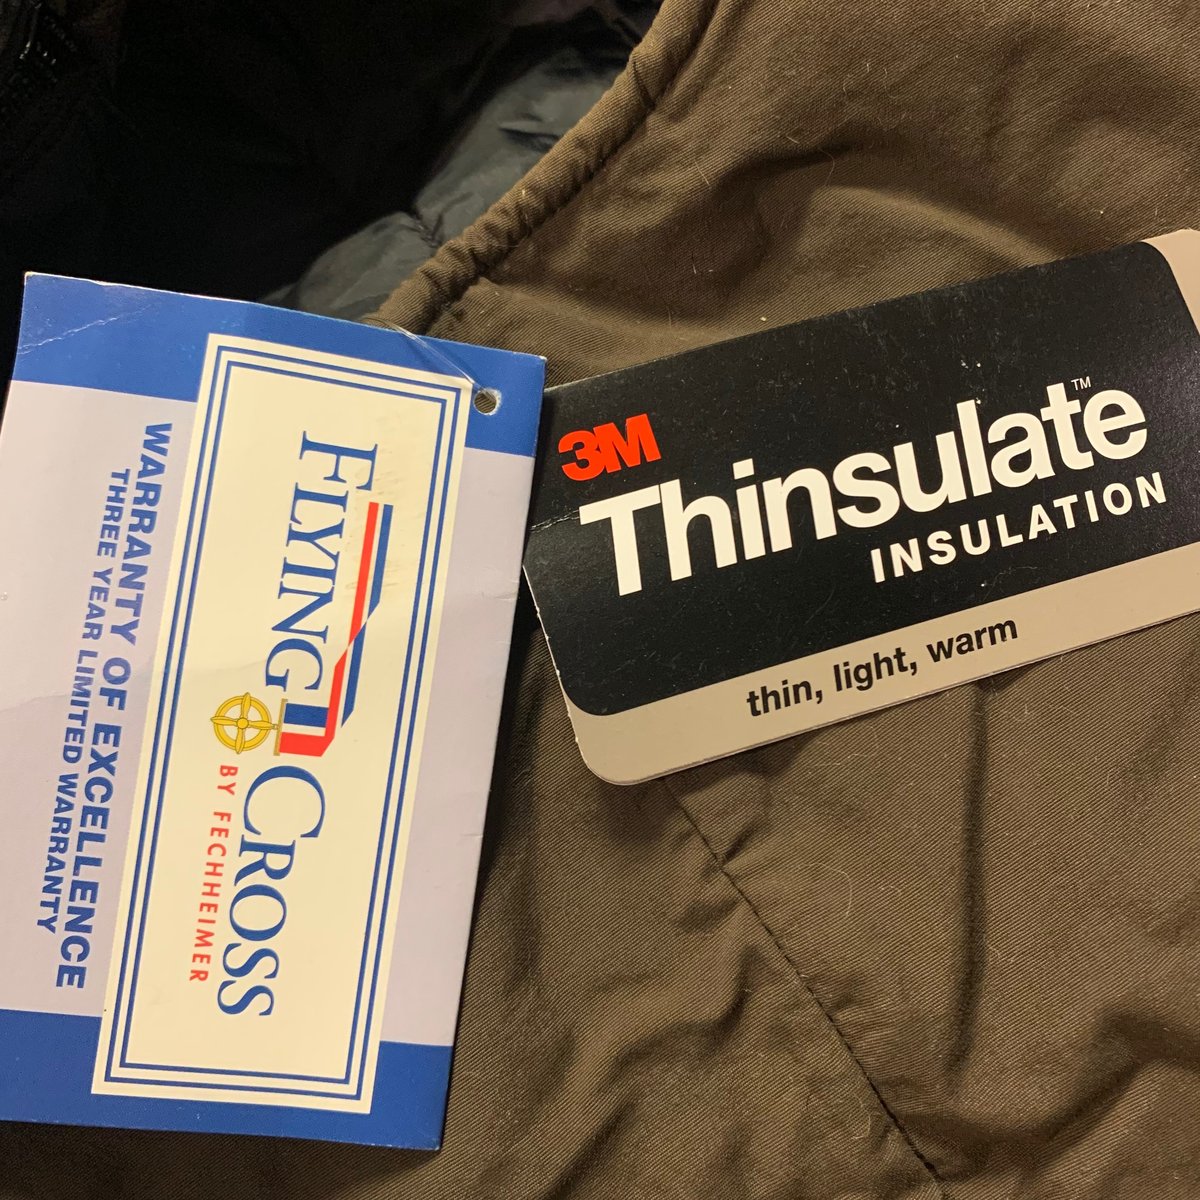 FLYING CROSS
BY FECHHEIMER
WARRANTY OF EXCELLENCE
THREE YEAR LIMITED WARRANTY
3M
Thinsulate™
INSULATION
thin, light, warm